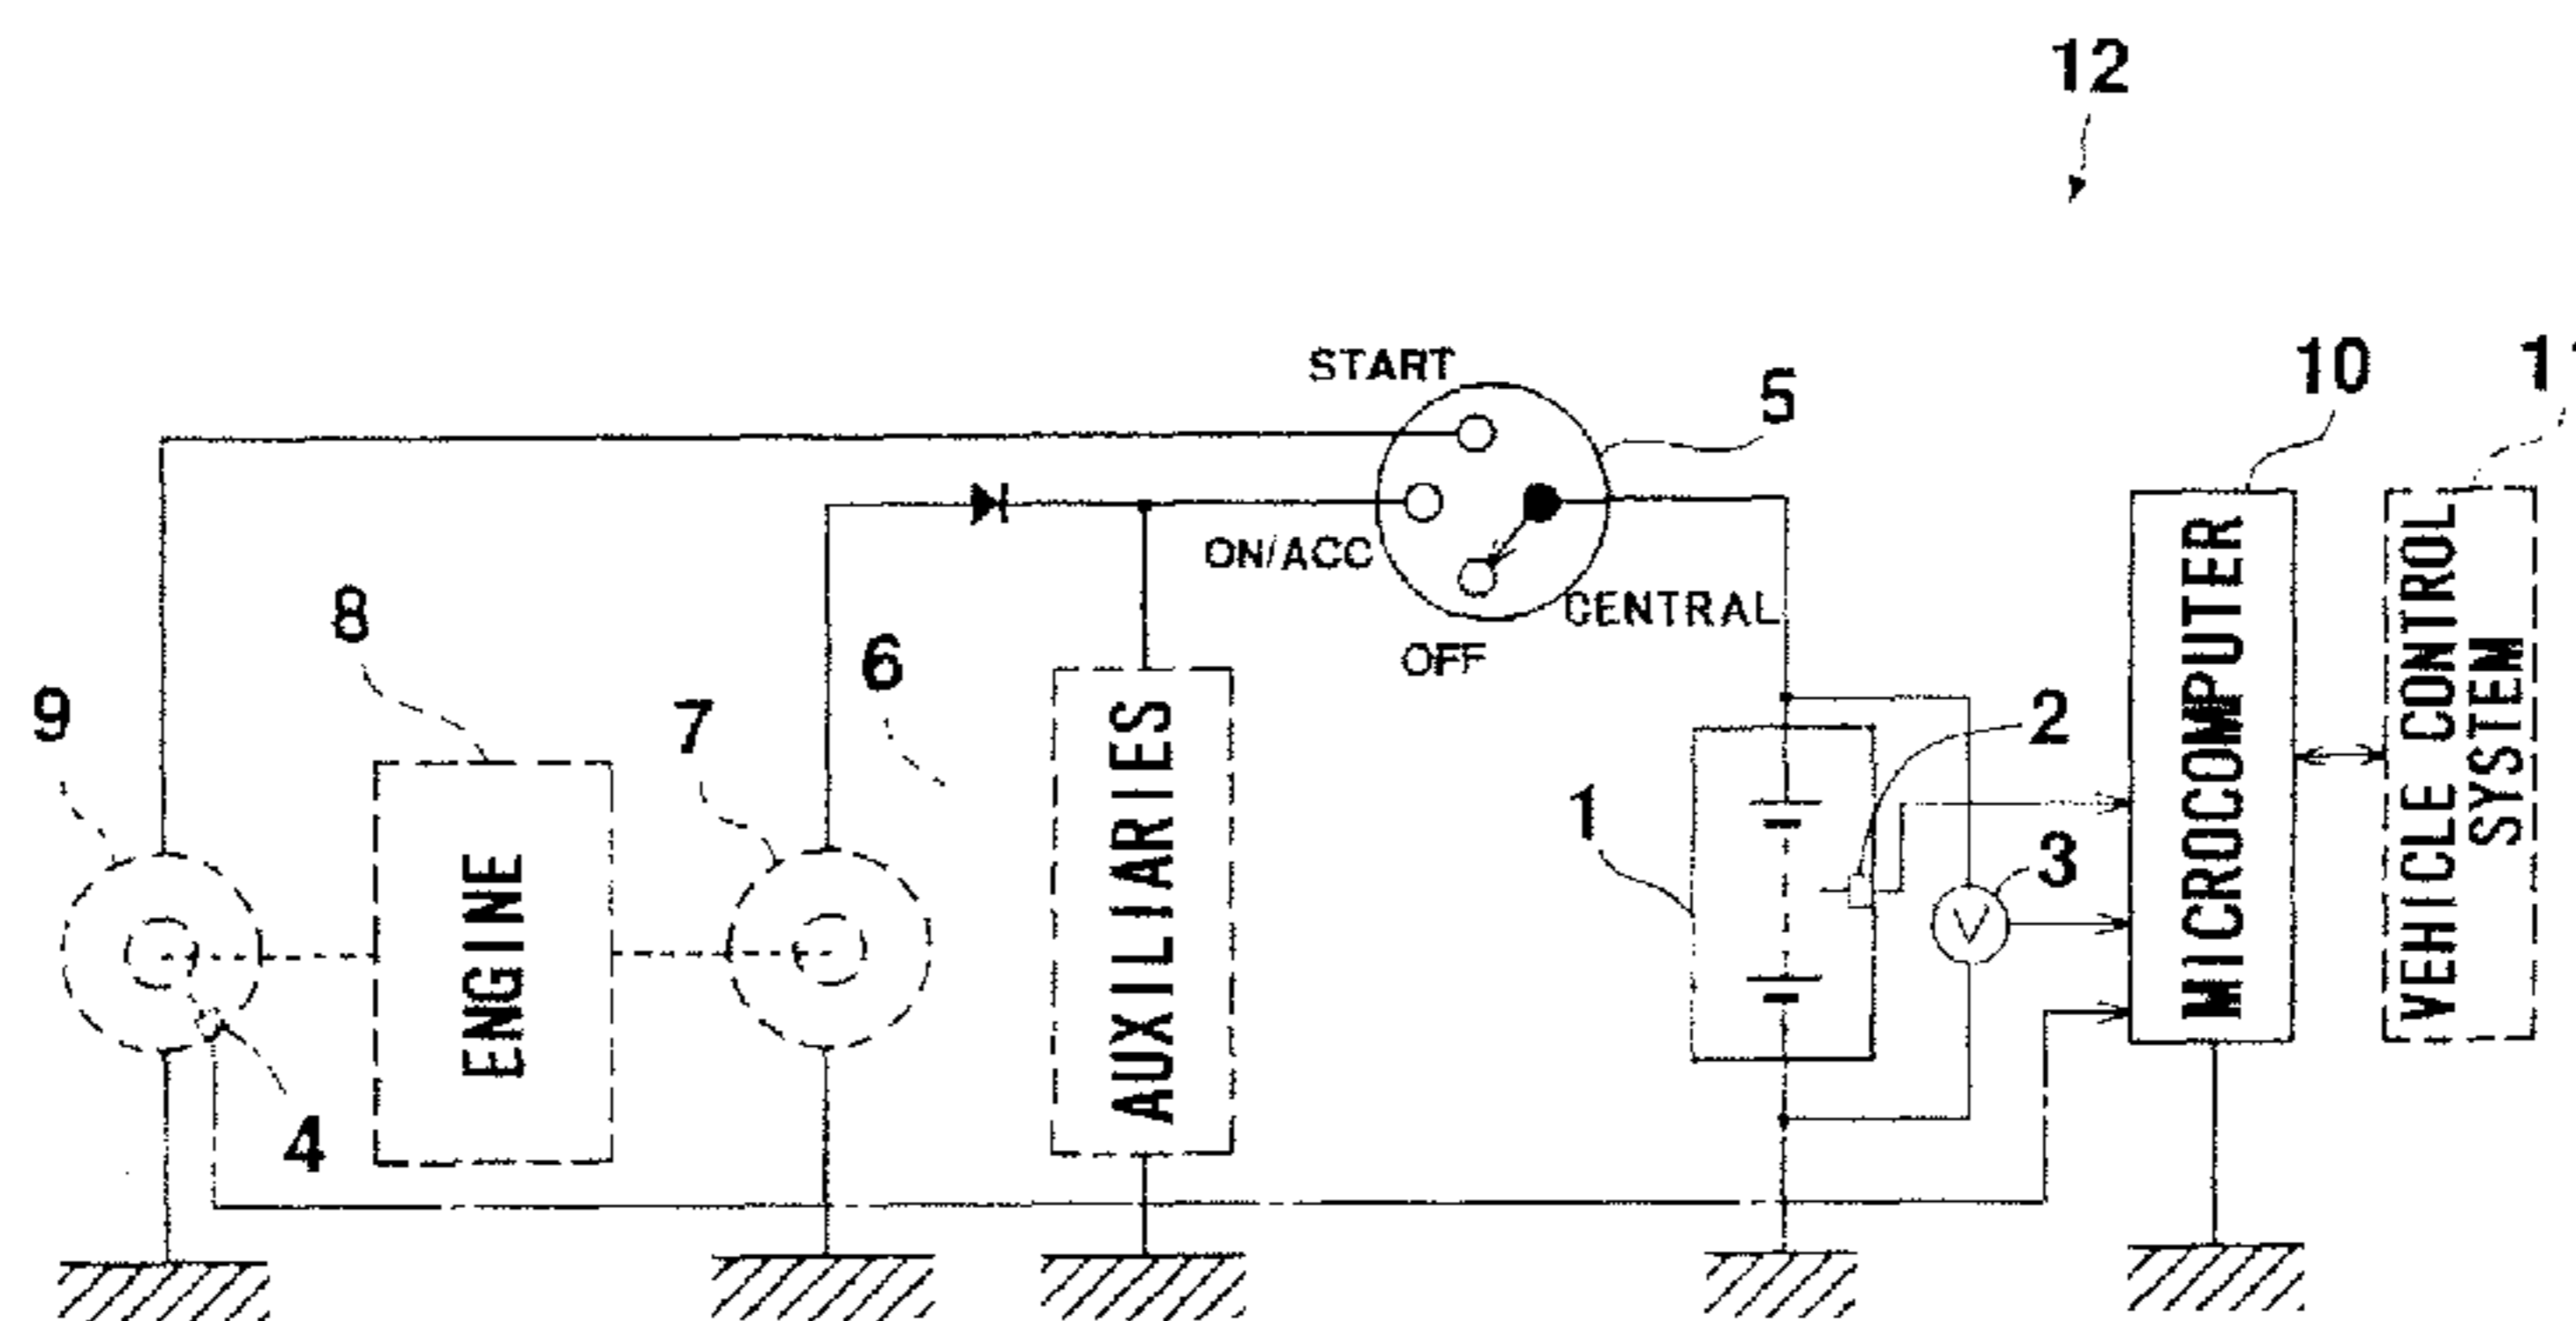 12
START
5
10
ON/ACC
CENTRAL
OFF
8
6
9
7
2
1
3
4
ENGINE
AUXILIARIES
MICROCOMPUTER
VEHICLE CONTROL
SYSTEM
V